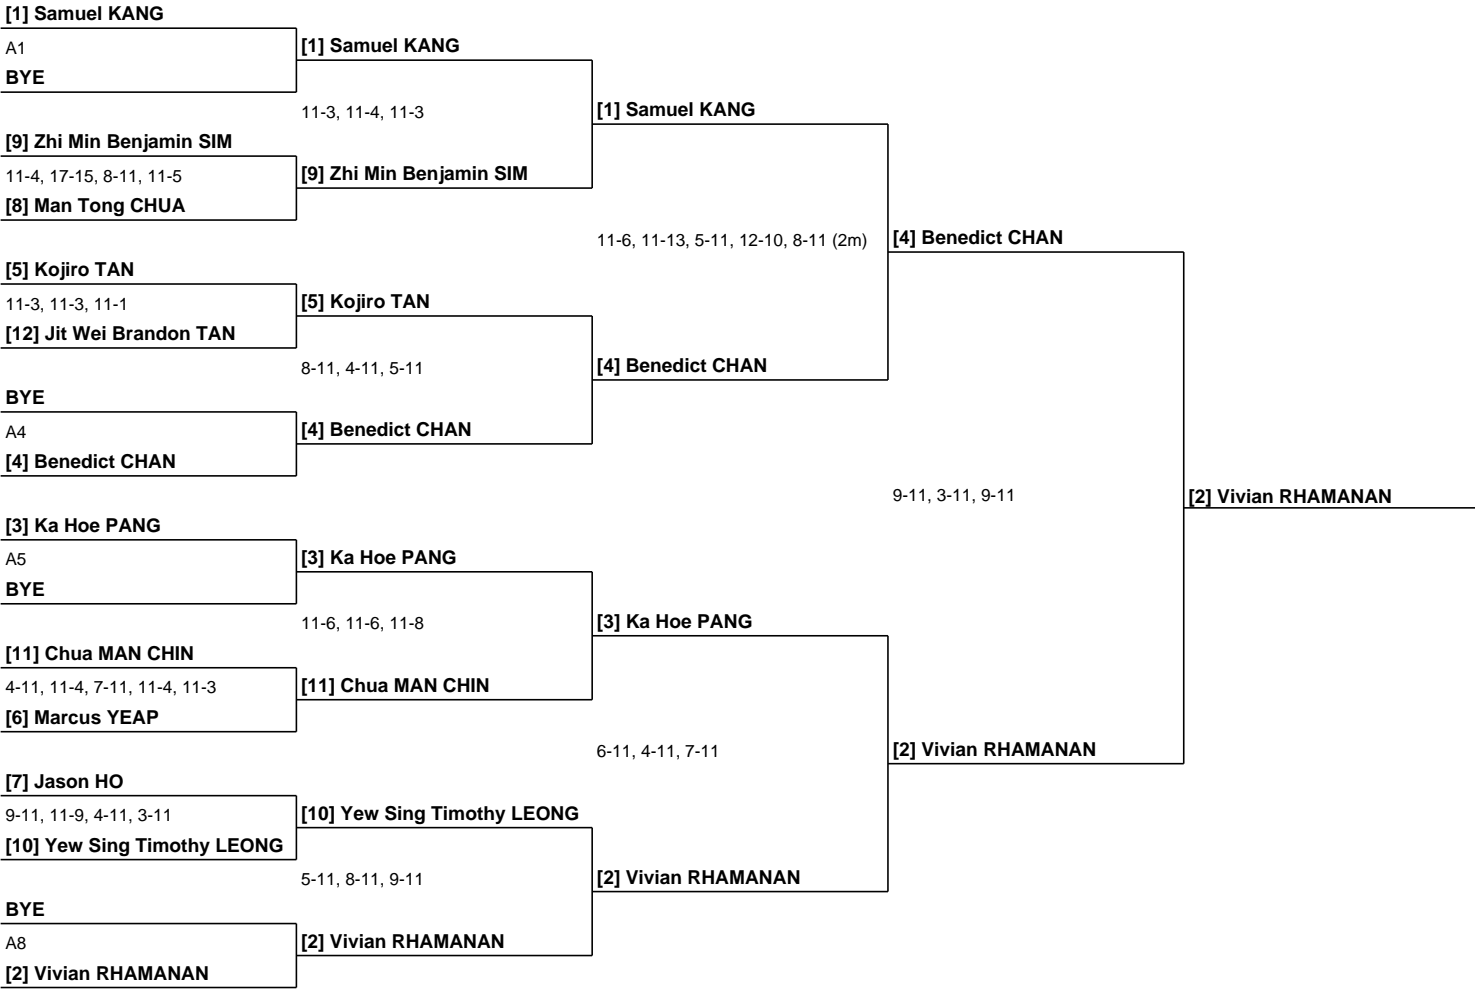 [1] Samuel KANG
A1
BYE
[9] Zhi Min Benjamin SIM
11-4, 17-15, 8-11, 11-5
[8] Man Tong CHUA
[5] Kojiro TAN
11-3, 11-3, 11-1
[12] Jit Wei Brandon TAN
BYE
A4
[4] Benedict CHAN
[3] Ka Hoe PANG
A5
BYE
[11] Chua MAN CHIN
4-11, 11-4, 7-11, 11-4, 11-3
[6] Marcus YEAP
[7] Jason HO
9-11, 11-9, 4-11, 3-11
[10] Yew Sing Timothy LEONG
BYE
A8
[2] Vivian RHAMANAN
[1] Samuel KANG
11-3, 11-4, 11-3
[9] Zhi Min Benjamin SIM
[5] Kojiro TAN
8-11, 4-11, 5-11
[4] Benedict CHAN
[3] Ka Hoe PANG
11-6, 11-6, 11-8
[11] Chua MAN CHIN
[10] Yew Sing Timothy LEONG
5-11, 8-11, 9-11
[2] Vivian RHAMANAN
[1] Samuel KANG
11-6, 11-13, 5-11, 12-10, 8-11 (2m)
[4] Benedict CHAN
[3] Ka Hoe PANG
6-11, 4-11, 7-11
[2] Vivian RHAMANAN
[4] Benedict CHAN
9-11, 3-11, 9-11
[2] Vivian RHAMANAN
[2] Vivian RHAMANAN